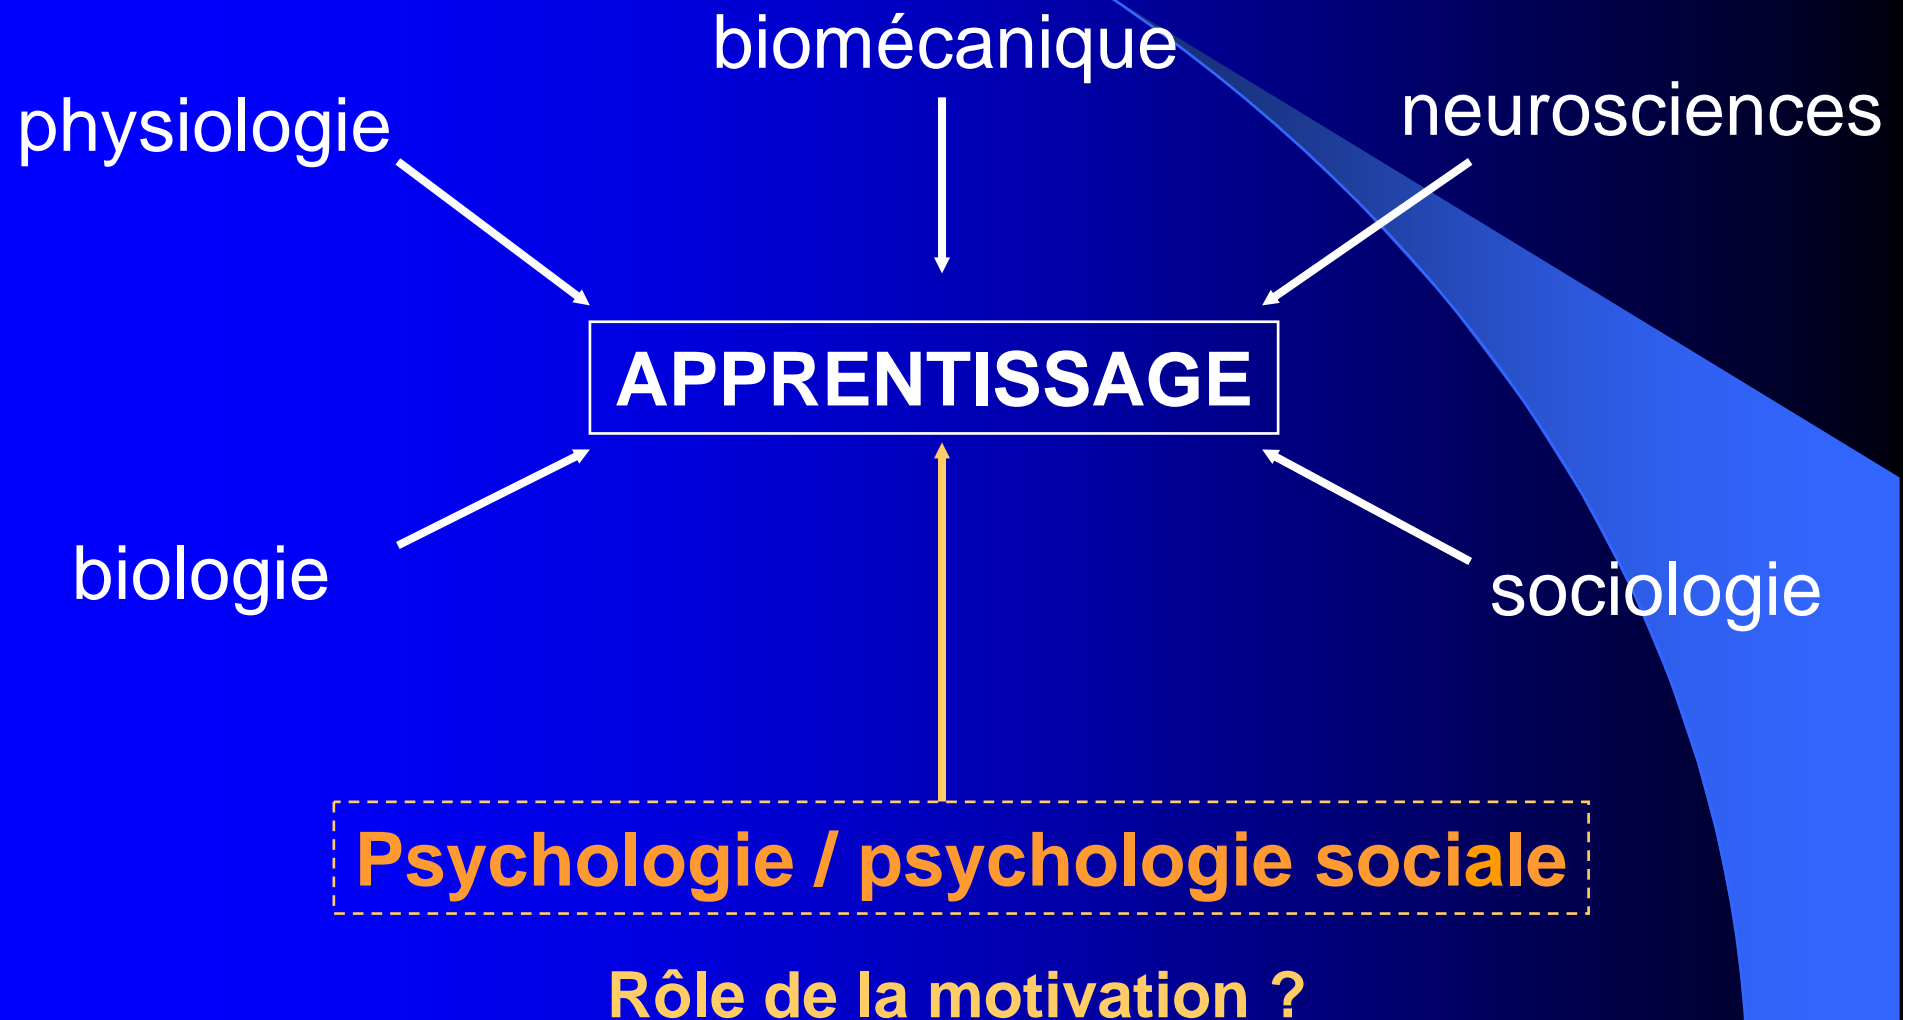 biomécanique
physiologie
neurosciences
APPRENTISSAGE
biologie
sociologie
Psychologie / psychologie sociale
Rôle de la motivation ?